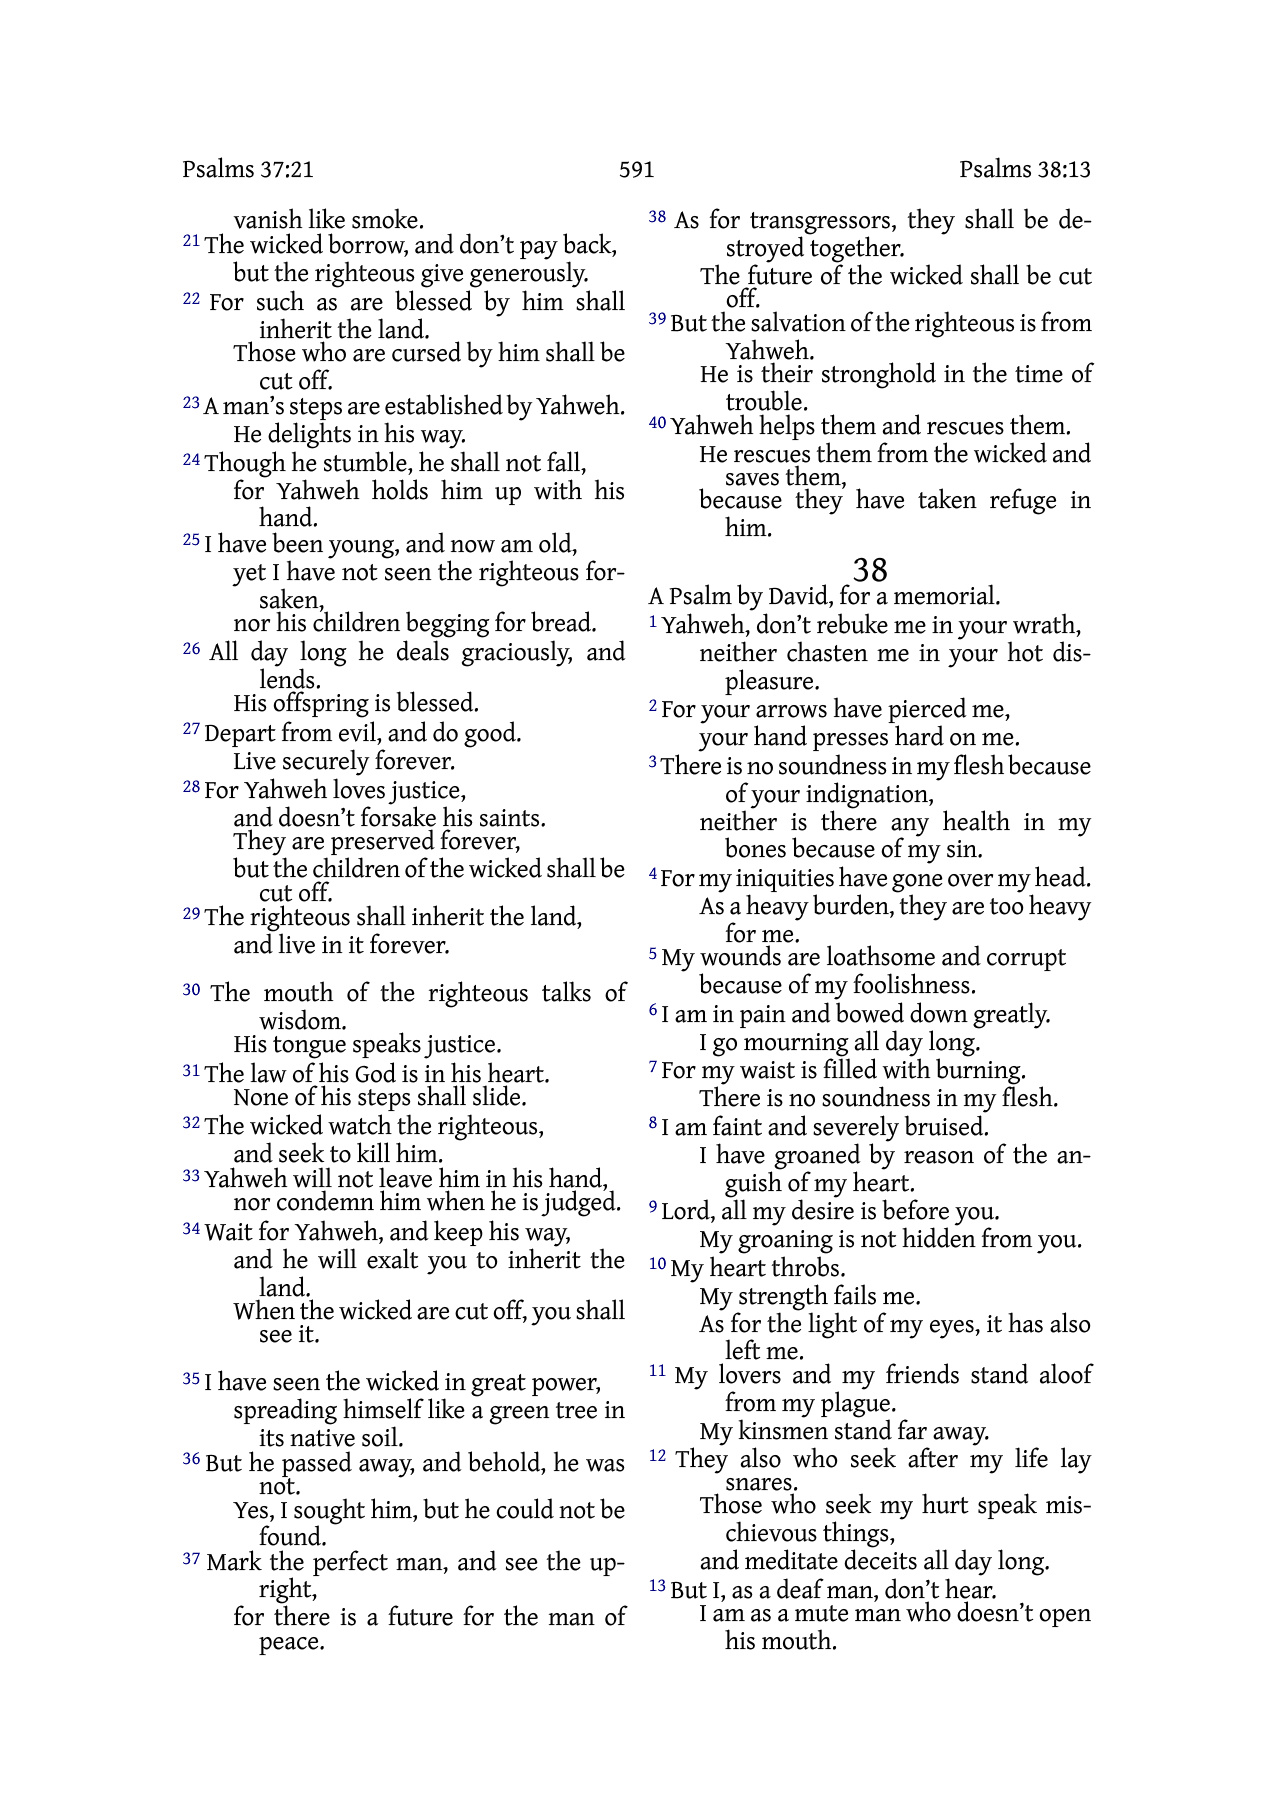 Psalms 37:21 591 Psalms 38:13
vanish like smoke.
21 The wicked borrow, and don’t pay back,
but the righteous give generously.
22 For such as are blessed by him shall
inherit the land.
Those who are cursed by him shall be
cut off.
23 A man’s steps are established by Yahweh.
He delights in his way.
24 Though he stumble, he shall not fall,
for Yahweh holds him up with his
hand.
25 I have been young, and now am old,
yet I have not seen the righteous for-
saken,
nor his children begging for bread.
26 All day long he deals graciously, and
lends.
His offspring is blessed.
27 Depart from evil, and do good.
Live securely forever.
28 For Yahweh loves justice,
and doesn’t forsake his saints.
They are preserved forever,
but the children of the wicked shall be
cut off.
29 The righteous shall inherit the land,
and live in it forever.
30 The mouth of the righteous talks of
wisdom.
His tongue speaks justice.
31 The law of his God is in his heart.
None of his steps shall slide.
32 The wicked watch the righteous,
and seek to kill him.
33 Yahweh will not leave him in his hand,
nor condemn him when he is judged.
34 Wait for Yahweh, and keep his way,
and he will exalt you to inherit the
land.
When the wicked are cut off, you shall
see it.
35 I have seen the wicked in great power,
spreading himself like a green tree in
its native soil.
36 But he passed away, and behold, he was
not.
Yes, I sought him, but he could not be
found.
37 Mark the perfect man, and see the up-
right,
for there is a future for the man of
peace.
38 As for transgressors, they shall be de-
stroyed together.
The future of the wicked shall be cut
off.
39 But the salvation of the righteous is from
Yahweh.
He is their stronghold in the time of
trouble.
40 Yahweh helps them and rescues them.
He rescues them from the wicked and
saves them,
because they have taken refuge in
him.
38
A Psalm by David, for a memorial.
1 Yahweh, don’t rebuke me in your wrath,
neither chasten me in your hot dis-
pleasure.
2 For your arrows have pierced me,
your hand presses hard on me.
3 There is no soundness in my flesh because
of your indignation,
neither is there any health in my
bones because of my sin.
4 For my iniquities have gone over my head.
As a heavy burden, they are too heavy
for me.
5 My wounds are loathsome and corrupt
because of my foolishness.
6 I am in pain and bowed down greatly.
I go mourning all day long.
7 For my waist is filled with burning.
There is no soundness in my flesh.
8 I am faint and severely bruised.
I have groaned by reason of the an-
guish of my heart.
9 Lord, all my desire is before you.
My groaning is not hidden from you.
10 My heart throbs.
My strength fails me.
As for the light of my eyes, it has also
left me.
11 My lovers and my friends stand aloof
from my plague.
My kinsmen stand far away.
12 They also who seek after my life lay
snares.
Those who seek my hurt speak mis-
chievous things,
and meditate deceits all day long.
13 But I, as a deaf man, don’t hear.
I am as a mute man who doesn’t open
his mouth.